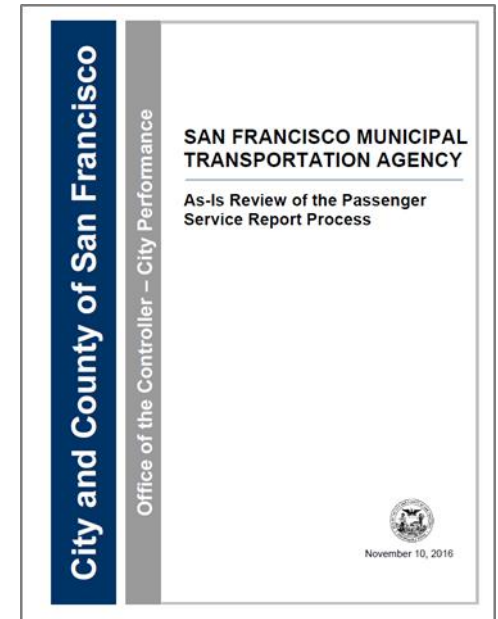 City and County of San Francisco
Office of the Controller – City Performance
SAN FRANCISCO MUNICIPAL
TRANSPORTATION AGENCY
As-Is Review of the Passenger
Service Report Process
November 10, 2016